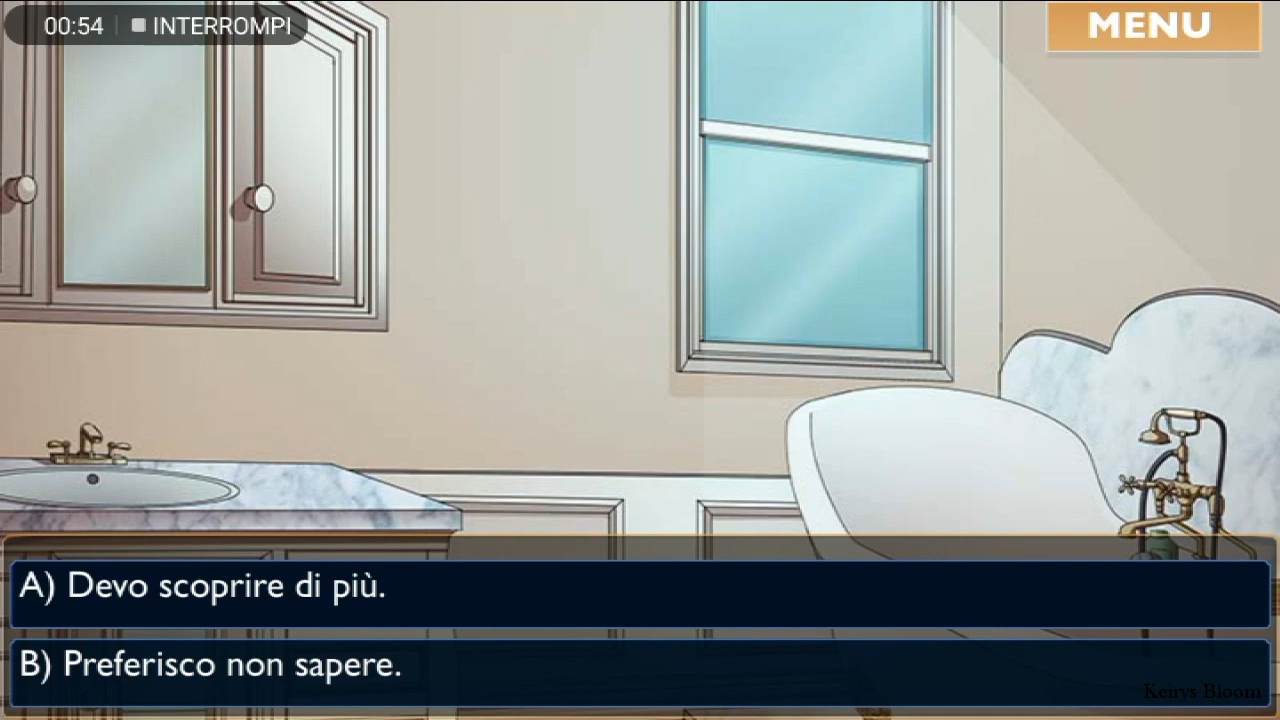 00:54 INTERROMPI
MENU
A) Devo scoprire di più.
B) Preferisco non sapere.
Keirys Bloom